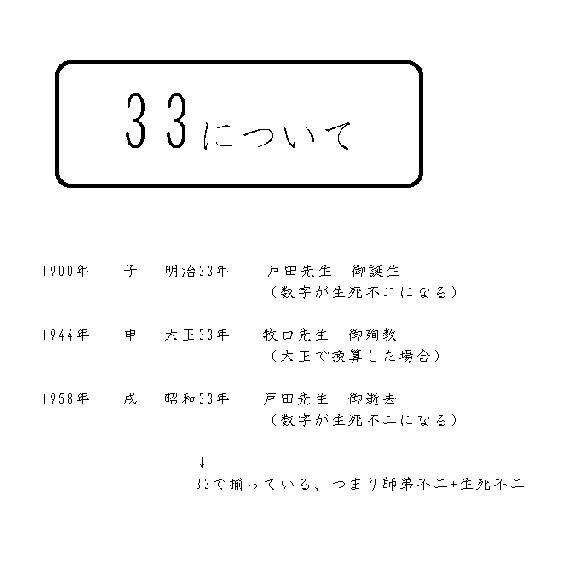 33について
1900年 子 明治33年 戸田先生 御誕生
（数字が生死不二になる）
1944年 申 大正33年 牧口先生 御殉教
（大正で換算した場合）
1958年 戌 昭和33年 戸田先生 御逝去
（数字が生死不二になる）
↓
33で揃っている、つまり師弟不二+生死不二